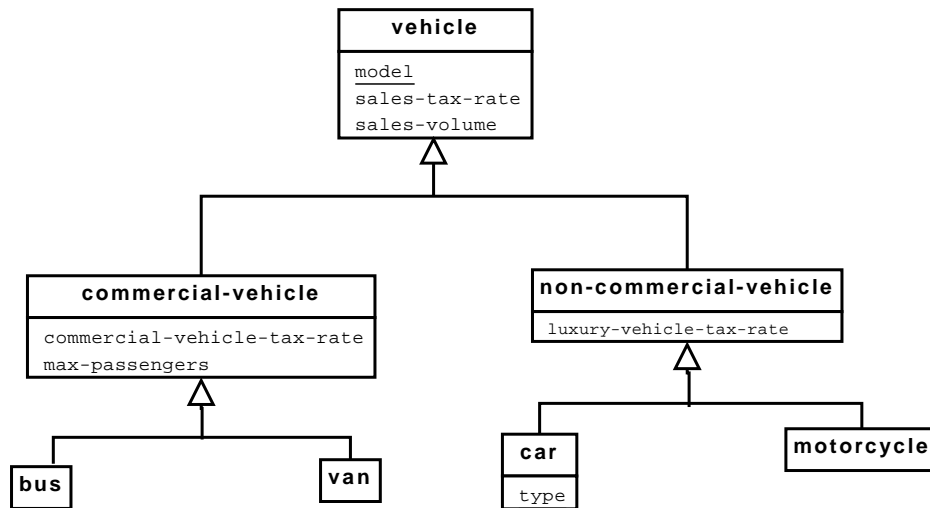 vehicle
model
sales-tax-rate
sales-volume
commercial-vehicle
commercial-vehicle-tax-rate
max-passengers
non-commercial-vehicle
luxury-vehicle-tax-rate
bus
van
car
type
motorcycle